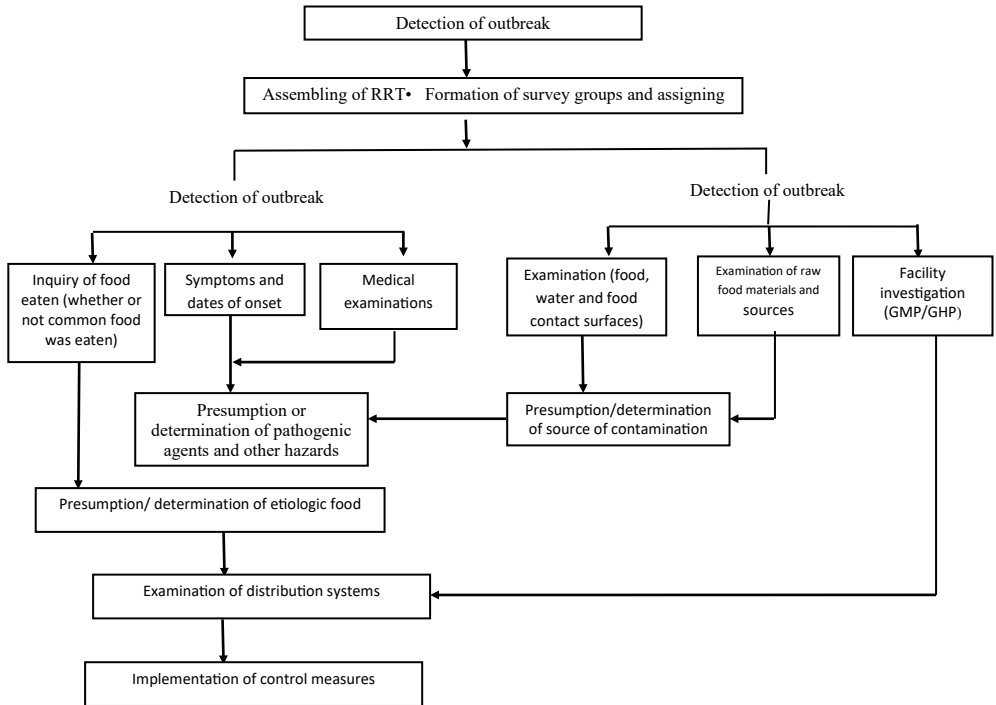 Detection of outbreak
Assembling of RRT• Formation of survey groups and assigning
Detection of outbreak
Detection of outbreak
Inquiry of food
eaten (whether or
not common food
was eaten)
Symptoms and
dates of onset
Medical
examinations
Examination (food,
water and food
contact surfaces)
Examination of raw
food materials and
sources
Facility
investigation
(GMP/GHP)
Presumption or
determination of pathogenic
agents and other hazards
Presumption/determination
of source of contamination
Presumption/ determination of etiologic food
Examination of distribution systems
Implementation of control measures